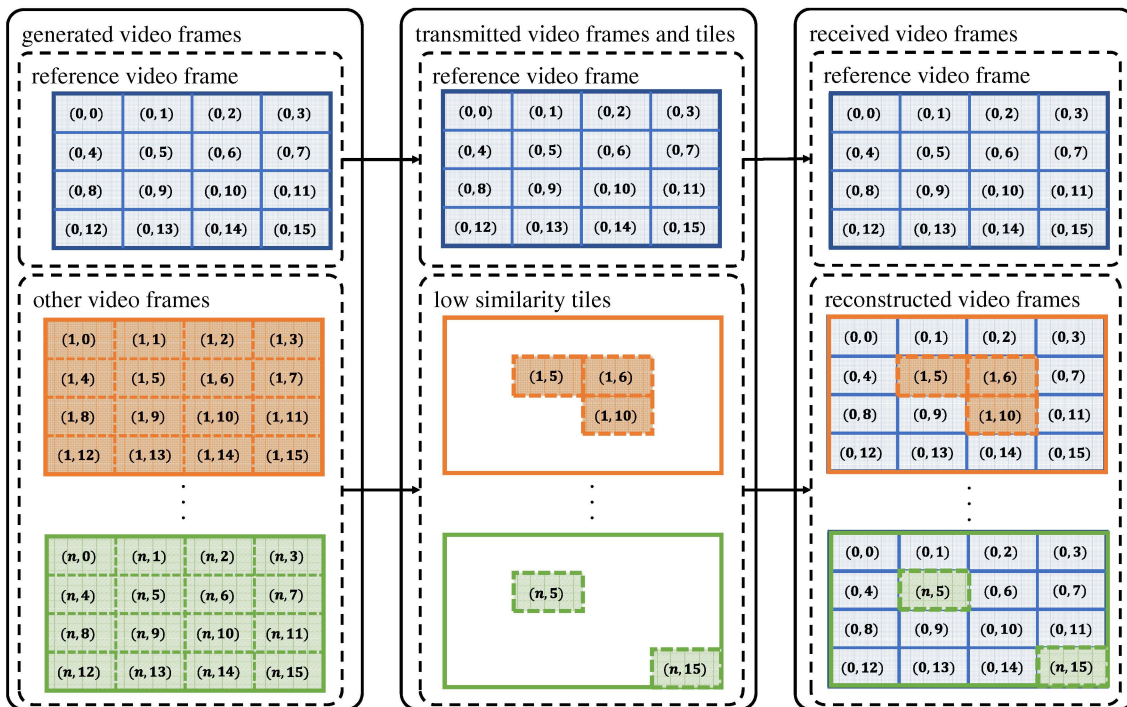 generated video frames
reference video frame
(0, 0) (0, 1) (0, 2) (0, 3)
(0, 4) (0, 5) (0, 6) (0, 7)
(0, 8) (0, 9) (0, 10) (0, 11)
(0, 12) (0, 13) (0, 14) (0, 15)
other video frames
(1, 0) (1, 1) (1, 2) (1, 3)
(1, 4) (1, 5) (1, 6) (1, 7)
(1, 8) (1, 9) (1, 10) (1, 11)
(1, 12) (1, 13) (1, 14) (1, 15)
(n, 0) (n, 1) (n, 2) (n, 3)
(n, 4) (n, 5) (n, 6) (n, 7)
(n, 8) (n, 9) (n, 10) (n, 11)
(n, 12) (n, 13) (n, 14) (n, 15)
transmitted video frames and tiles
reference video frame
(0, 0) (0, 1) (0, 2) (0, 3)
(0, 4) (0, 5) (0, 6) (0, 7)
(0, 8) (0, 9) (0, 10) (0, 11)
(0, 12) (0, 13) (0, 14) (0, 15)
low similarity tiles
(1, 5) (1, 6)
(1, 10)
(n, 5)
(n, 15)
received video frames
reference video frame
(0, 0) (0, 1) (0, 2) (0, 3)
(0, 4) (0, 5) (0, 6) (0, 7)
(0, 8) (0, 9) (0, 10) (0, 11)
(0, 12) (0, 13) (0, 14) (0, 15)
reconstructed video frames
(0, 0) (0, 1) (0, 2) (0, 3)
(0, 4) (1, 5) (1, 6) (0, 7)
(0, 8) (0, 9) (1, 10) (0, 11)
(0, 12) (0, 13) (0, 14) (0, 15)
(0, 0) (0, 1) (0, 2) (0, 3)
(0, 4) (n, 5) (0, 6) (0, 7)
(0, 8) (0, 9) (0, 10) (0, 11)
(0, 12) (0, 13) (0, 14) (n, 15)